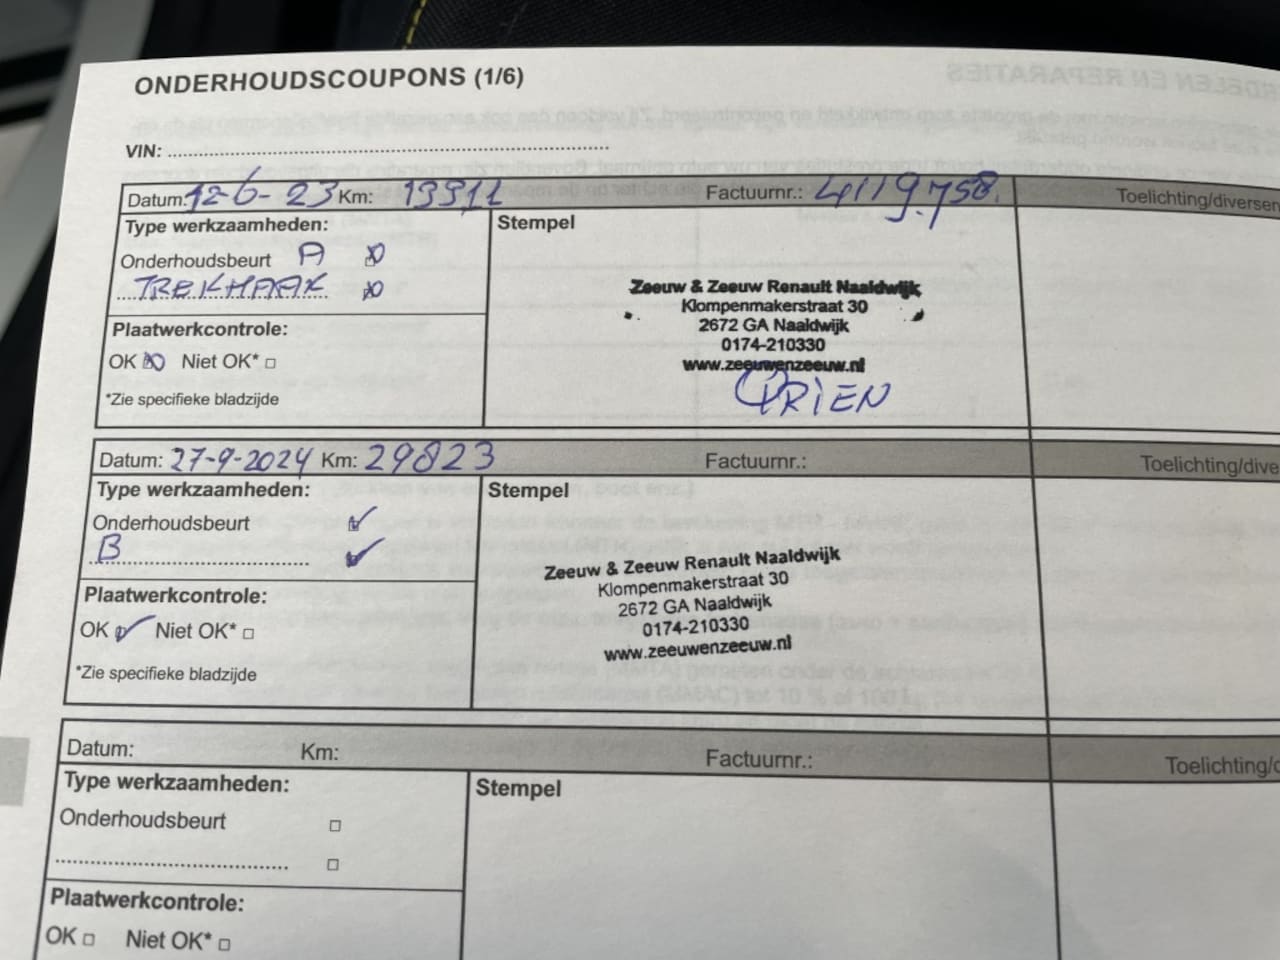 ONDERHOUDSCOUPONS (1/6)
VIN:
Datum: 12-6-23 Km: 13911 Factuurnr.: 4119.758. Toelichting/diversen
Type werkzaamheden: Stempel
Onderhoudsbeurt A
TREKHAAK
Zeeuw & Zeeuw Renault Naaldwijk
Klompenmakerstraat 30
2672 GA Naaldwijk
0174-210330
www.zeeuwenzeeuw.nl
Plaatwerkcontrole:
OK Niet OK*
*Zie specifieke bladzijde
Datum: 27-9-2024 Km: 29823 Factuurnr.: Toelichting/dive
Type werkzaamheden: Stempel
Onderhoudsbeurt
B
Zeeuw & Zeeuw Renault Naaldwijk
Klompenmakerstraat 30
2672 GA Naaldwijk
0174-210330
www.zeeuwenzeeuw.nl
Plaatwerkcontrole:
OK Niet OK*
*Zie specifieke bladzijde
Datum: Km: Factuurnr.: Toelichting/
Type werkzaamheden: Stempel
Onderhoudsbeurt
Plaatwerkcontrole:
OK Niet OK*